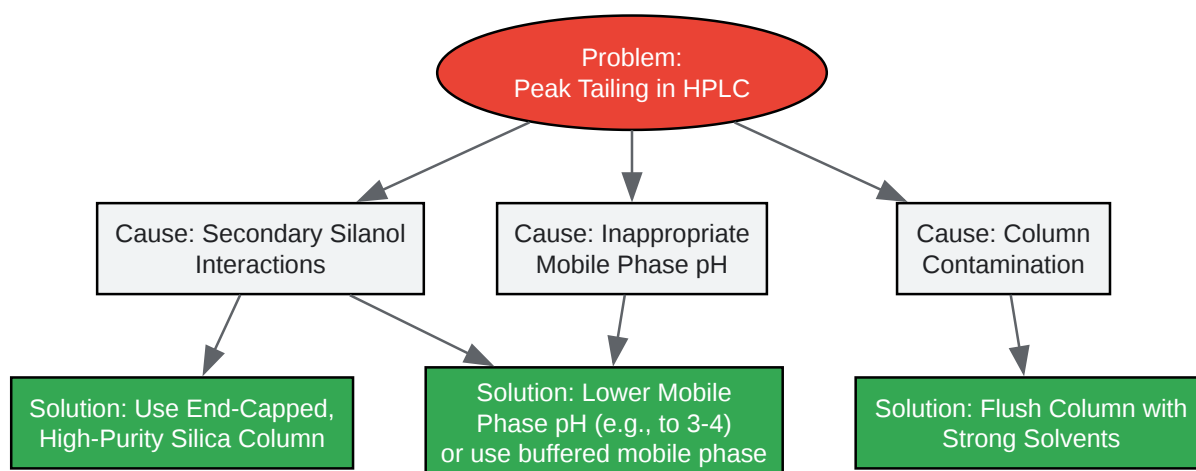 Problem:
Peak Tailing in HPLC
Cause: Secondary Silanol
Interactions
Cause: Inappropriate
Mobile Phase pH
Cause: Column
Contamination
Solution: Use End-Capped,
High-Purity Silica Column
Solution: Lower Mobile
Phase pH (e.g., to 3-4)
or use buffered mobile phase
Solution: Flush Column with
Strong Solvents